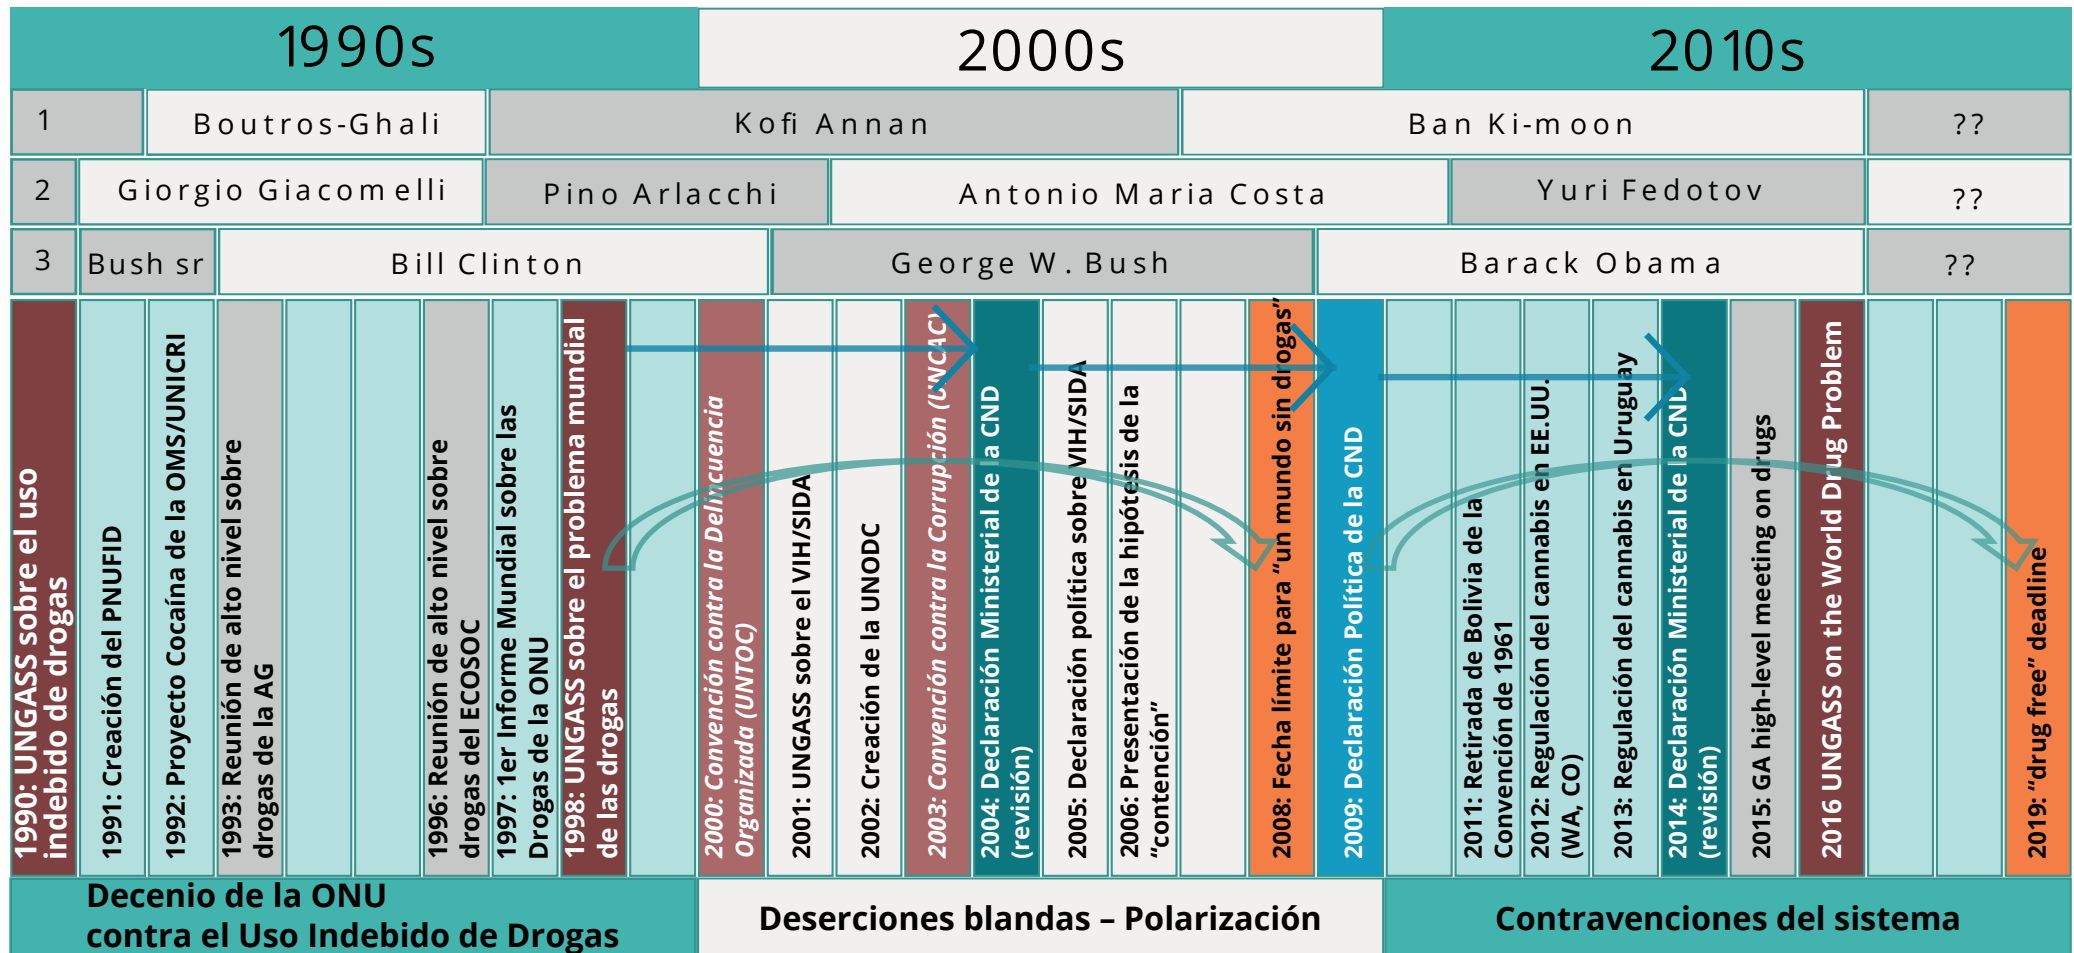 1990s
2000s
2010s
1
Boutros-Ghali
Kofi Annan
Ban Ki-moon
??
2
Giorgio Giacomelli
Pino Arlacchi
Antonio Maria Costa
Yuri Fedotov
??
3
Bush sr
Bill Clinton
George W. Bush
Barack Obama
??
1990: UNGASS sobre el uso
indebido de drogas
1991: Creación del PNUFID
1992: Proyecto Cocaína de la OMS/UNICRI
1993: Reunión de alto nivel sobre
drogas de la AG
1996: Reunión de alto nivel sobre
drogas del ECOSOC
1997: 1er Informe Mundial sobre las
Drogas de la ONU
1998: UNGASS sobre el problema mundial
de las drogas
2000: Convención contra la Delincuencia
Organizada (UNTOC)
2001: UNGASS sobre el VIH/SIDA
2002: Creación de la UNODC
2003: Convención contra la Corrupción (UNCAC)
2004: Declaración Ministerial de la CND
(revisión)
2005: Declaración política sobre VIH/SIDA
2006: Presentación de la hipótesis de la
“contención”
2008: Fecha límite para “un mundo sin drogas”
2009: Declaración Política de la CND
2011: Retirada de Bolivia de la
Convención de 1961
2012: Regulación del cannabis en EE.UU.
(WA, CO)
2013: Regulación del cannabis en Uruguay
2014: Declaración Ministerial de la CND
(revisión)
2015: GA high-level meeting on drugs
2016 UNGASS on the World Drug Problem
2019: “drug free” deadline
Decenio de la ONU
contra el Uso Indebido de Drogas
Deserciones blandas – Polarización
Contravenciones del sistema